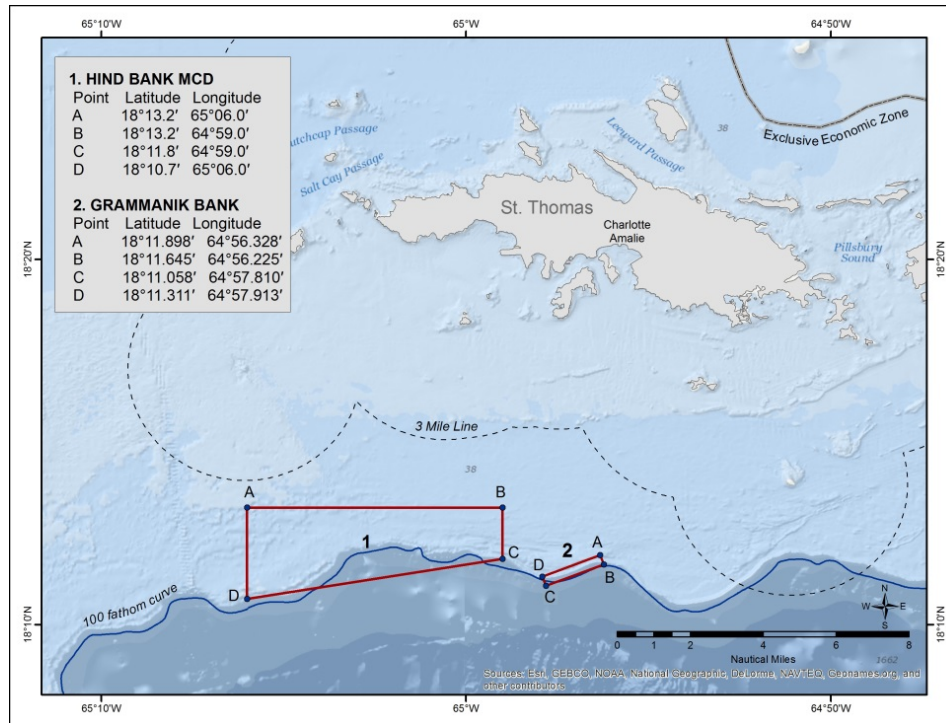 65°10'W
65°W
64°50'W
1. HIND BANK MCD
Point Latitude Longitude
A 18°13.2′ 65°06.0′
B 18°13.2′ 64°59.0′
C 18°11.8′ 64°59.0′
D 18°10.7′ 65°06.0′
2. GRAMMANIK BANK
Point Latitude Longitude
A 18°11.898′ 64°56.328′
B 18°11.645′ 64°56.225′
C 18°11.058′ 64°57.810′
D 18°11.311′ 64°57.913′
38
Exclusive Economic Zone
Passage
Salt Cay Passage
Leeward Passage
St. Thomas
Charlotte
Amalie
Pillsbury
Sound
18°20'N
18°20'N
3 Mile Line
38
A
B
1
C
D
2
A
D
B
C
100 fathom curve
N
W E
S
18°10'N
18°10'N
0 1 2 4 6 8
Nautical Miles
1662
Sources: Esri, GEBCO, NOAA, National Geographic, DeLorme, NAVTEQ, Geonames.org, and
other contributors
65°10'W
65°W
64°50'W